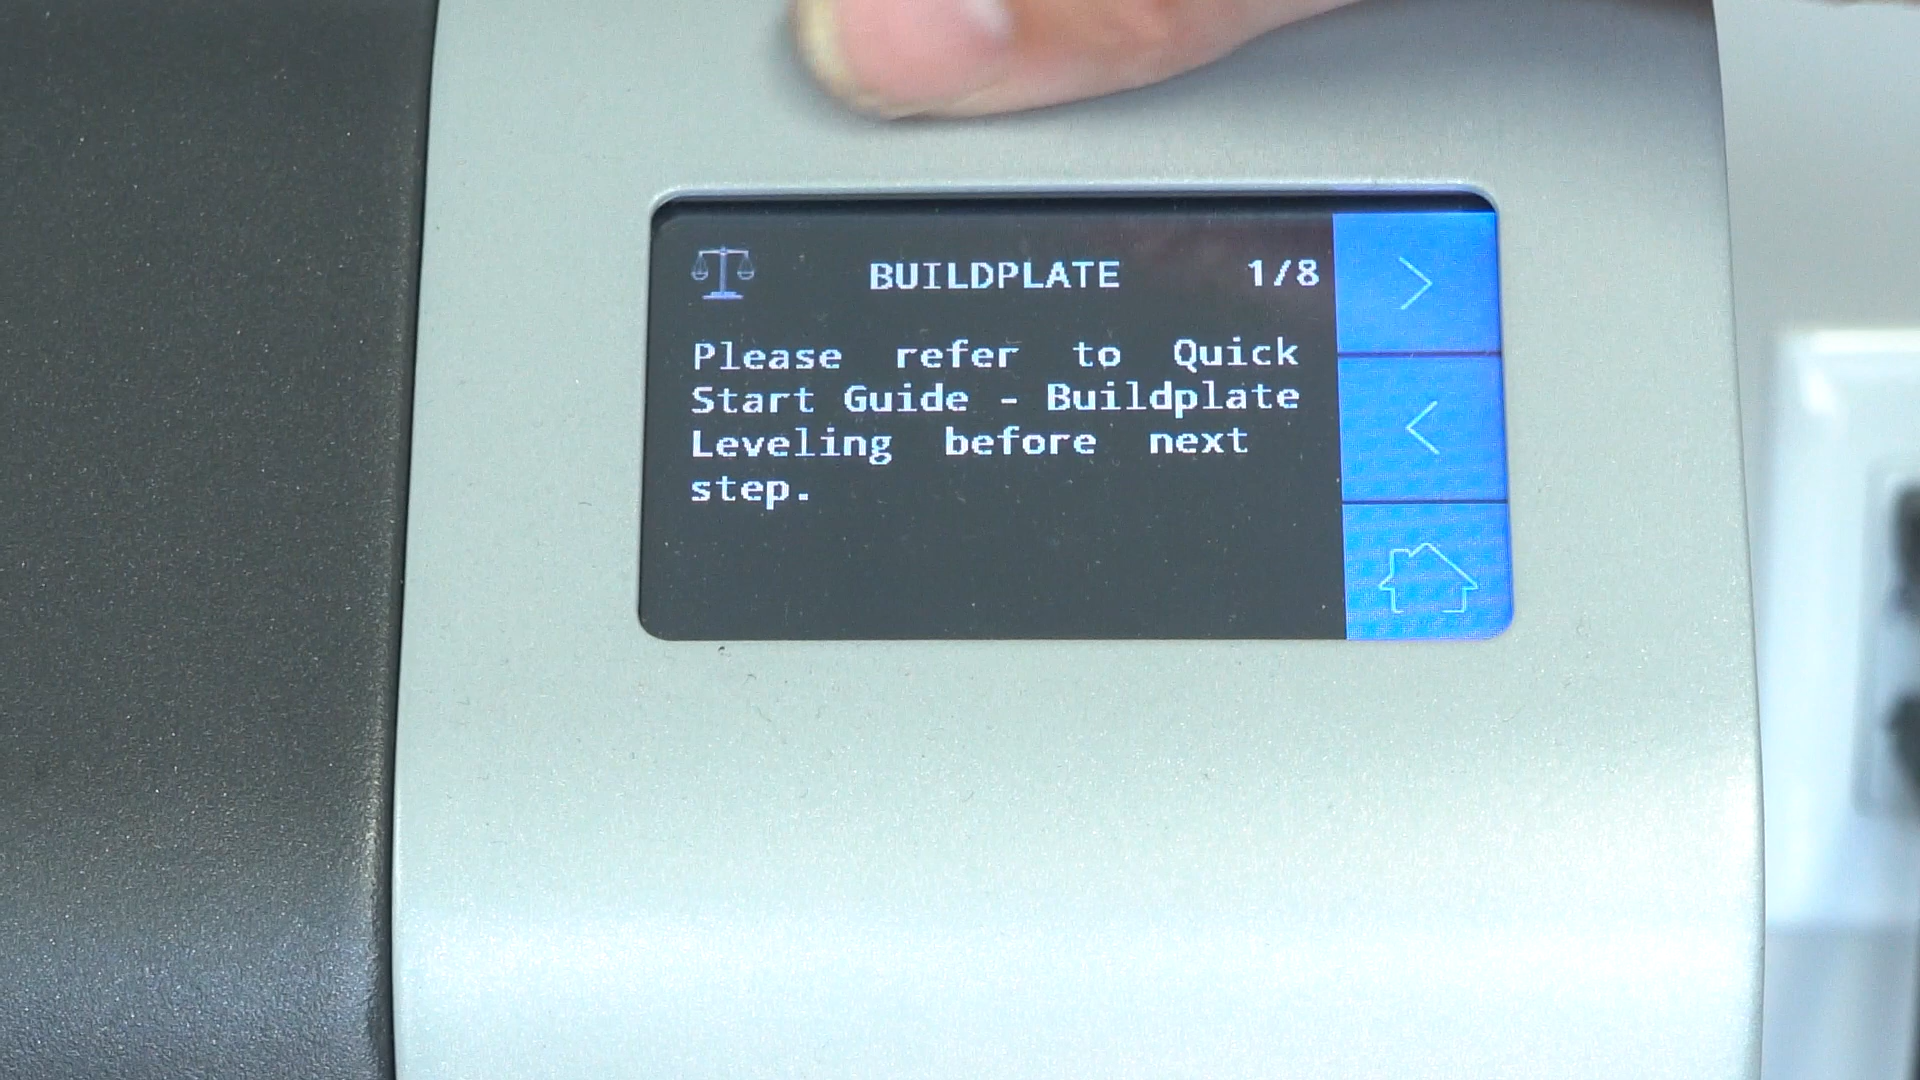 BUILDPLATE 1/8
Please refer to Quick
Start Guide - Buildplate
Leveling before next
step.